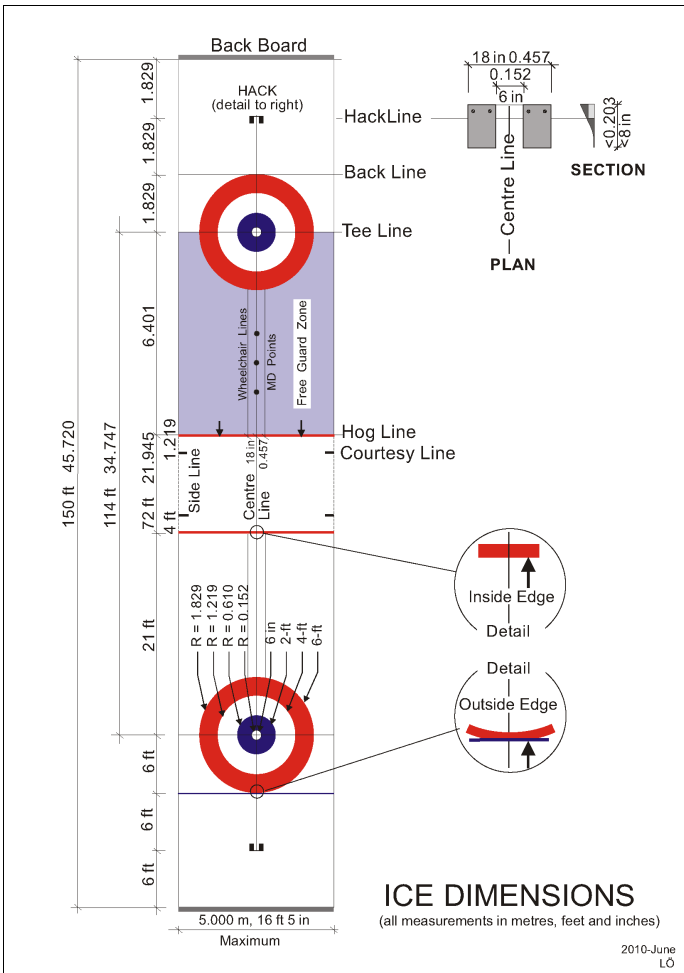 Back Board
18 in 0.457
0.152
6 in
HACK
(detail to right)
HackLine
Centre Line
<0.203
<8 in
SECTION
PLAN
Back Line
Tee Line
1.829
1.829
1.829
6.401
Wheelchair Lines
MD Points
Free Guard Zone
Hog Line
Courtesy Line
150 ft 45.720
114 ft 34.747
72 ft 21.945
4 ft 1.219
Side Line
18 in
0.457
Centre
Line
Inside Edge
Detail
21 ft
R = 1.829
R = 1.219
R = 0.610
R = 0.152
6 in
2-ft
4-ft
6-ft
Detail
Outside Edge
6 ft
6 ft
6 ft
5.000 m, 16 ft 5 in
Maximum
ICE DIMENSIONS
(all measurements in metres, feet and inches)
2010-June
LÖ